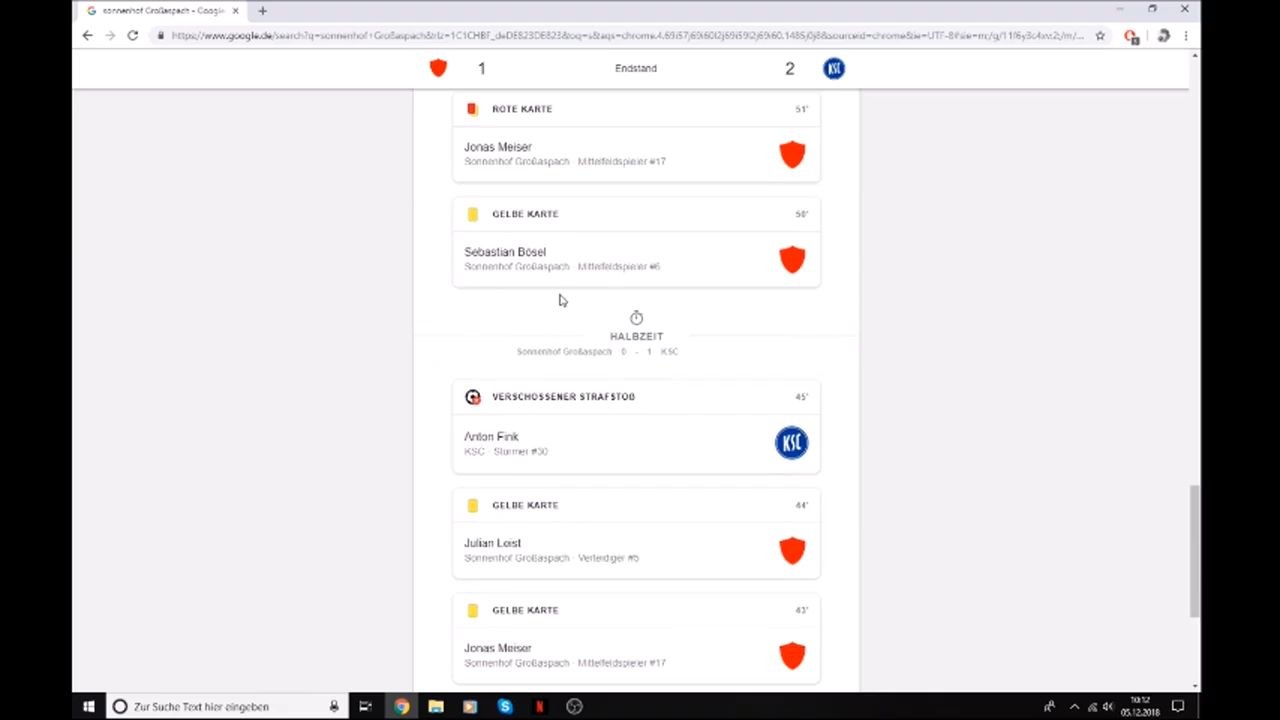 sonnenhof Großaspach - Google
1 Endstand 2 KSC
ROTE KARTE 51'
Jonas Meiser
Sonnenhof Großaspach · Mittelfeldspieler #17
GELBE KARTE 50'
Sebastian Bösel
Sonnenhof Großaspach · Mittelfeldspieler #6
HALBZEIT
Sonnenhof Großaspach 0 - 1 KSC
VERSCHOSSENER STRAFSTOß 45'
Anton Fink
KSC · Stürmer #30
KSC
GELBE KARTE 44'
Julian Leist
Sonnenhof Großaspach · Verteidiger #5
GELBE KARTE 43'
Jonas Meiser
Sonnenhof Großaspach · Mittelfeldspieler #17
Zur Suche Text hier eingeben
10:12
05.12.2018